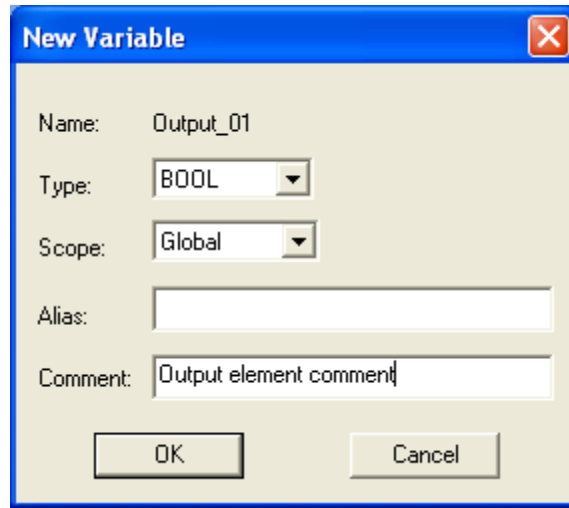 New Variable
Name: Output_01
Type: BOOL
Scope: Global
Alias:
Comment: Output element comment
OK Cancel